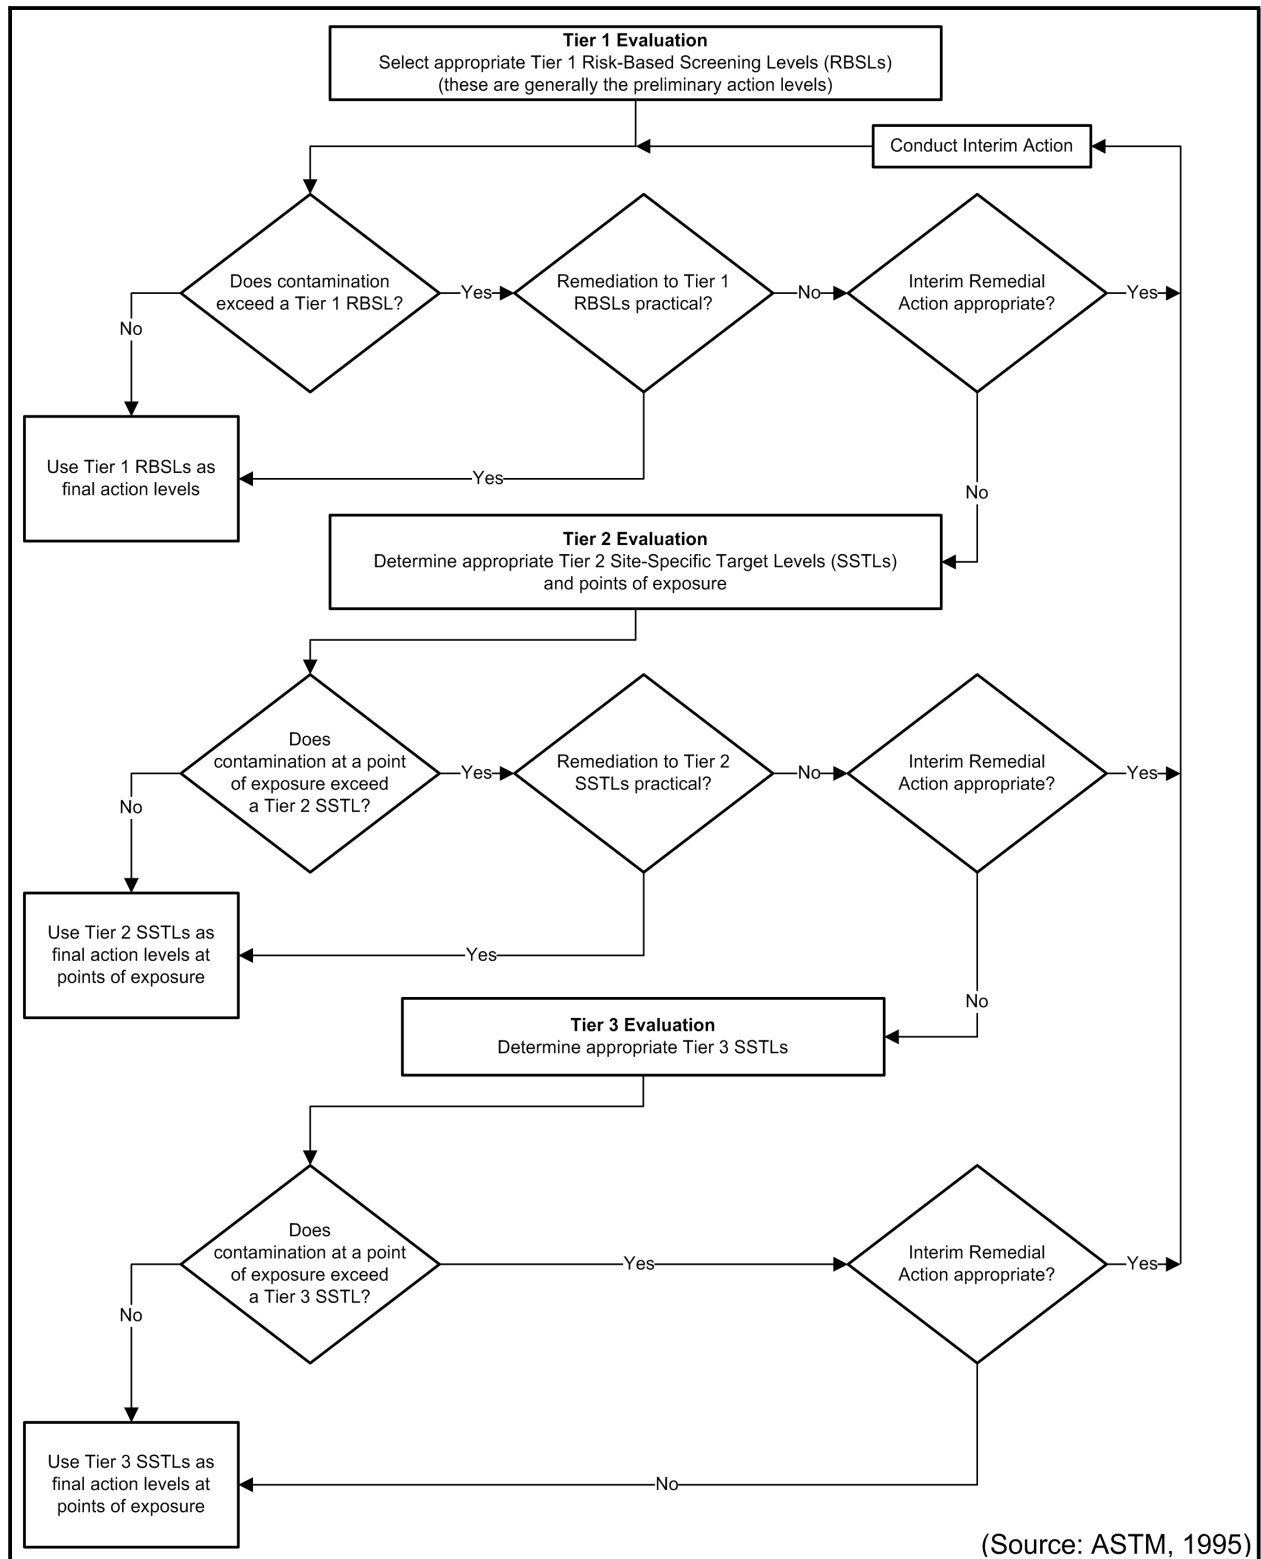 Tier 1 Evaluation
Select appropriate Tier 1 Risk-Based Screening Levels (RBSLs)
(these are generally the preliminary action levels)
Conduct Interim Action
Does contamination
exceed a Tier 1 RBSL?
Yes
Remediation to Tier 1
RBSLs practical?
No
Interim Remedial
Action appropriate?
Yes
No
Use Tier 1 RBSLs as
final action levels
Yes
No
Tier 2 Evaluation
Determine appropriate Tier 2 Site-Specific Target Levels (SSTLs)
and points of exposure
Does
contamination at a point
of exposure exceed
a Tier 2 SSTL?
Yes
Remediation to Tier 2
SSTLs practical?
No
Interim Remedial
Action appropriate?
Yes
No
Use Tier 2 SSTLs as
final action levels at
points of exposure
Yes
No
Tier 3 Evaluation
Determine appropriate Tier 3 SSTLs
Does
contamination at a point
of exposure exceed
a Tier 3 SSTL?
Yes
Interim Remedial
Action appropriate?
Yes
No
Use Tier 3 SSTLs as
final action levels at
points of exposure
No
(Source: ASTM, 1995)